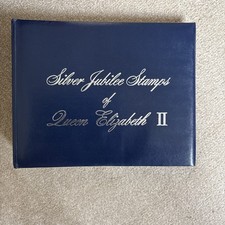 Silver Jubilee Stamps
of
Queen Elizabeth II